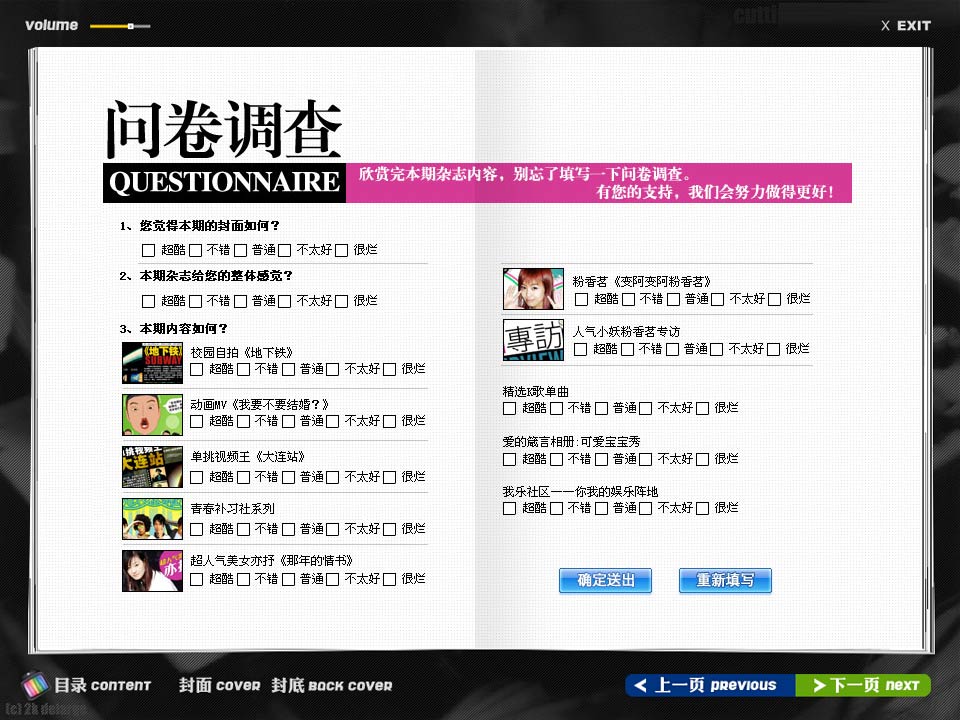 volume
X EXIT
问卷调查
QUESTIONNAIRE
欣赏完本期杂志内容，别忘了填写一下问卷调查。
有您的支持，我们会努力做得更好！
1、您觉得本期的封面如何？
超酷 不错 普通 不太好 很烂
2、本期杂志给您的整体感觉？
超酷 不错 普通 不太好 很烂
3、本期内容如何？
《地下铁》
SUBWAY
校园自拍《地下铁》
超酷 不错 普通 不太好 很烂
动画MV《我要不要结婚？》
超酷 不错 普通 不太好 很烂
挑视频王
大连站
单挑视频王《大连站》
超酷 不错 普通 不太好 很烂
青春补习社系列
超酷 不错 普通 不太好 很烂
超人气美女亦抒《那年的情书》
超酷 不错 普通 不太好 很烂
粉香茗《变阿变阿粉香茗》
超酷 不错 普通 不太好 很烂
專訪
人气小妖粉香茗专访
超酷 不错 普通 不太好 很烂
精选K歌单曲
超酷 不错 普通 不太好 很烂
爱的箴言相册:可爱宝宝秀
超酷 不错 普通 不太好 很烂
我乐社区——你我的娱乐阵地
超酷 不错 普通 不太好 很烂
确定送出 重新填写
目录 CONTENT 封面 COVER 封底 BACK COVER
上一页 PREVIOUS 下一页 NEXT